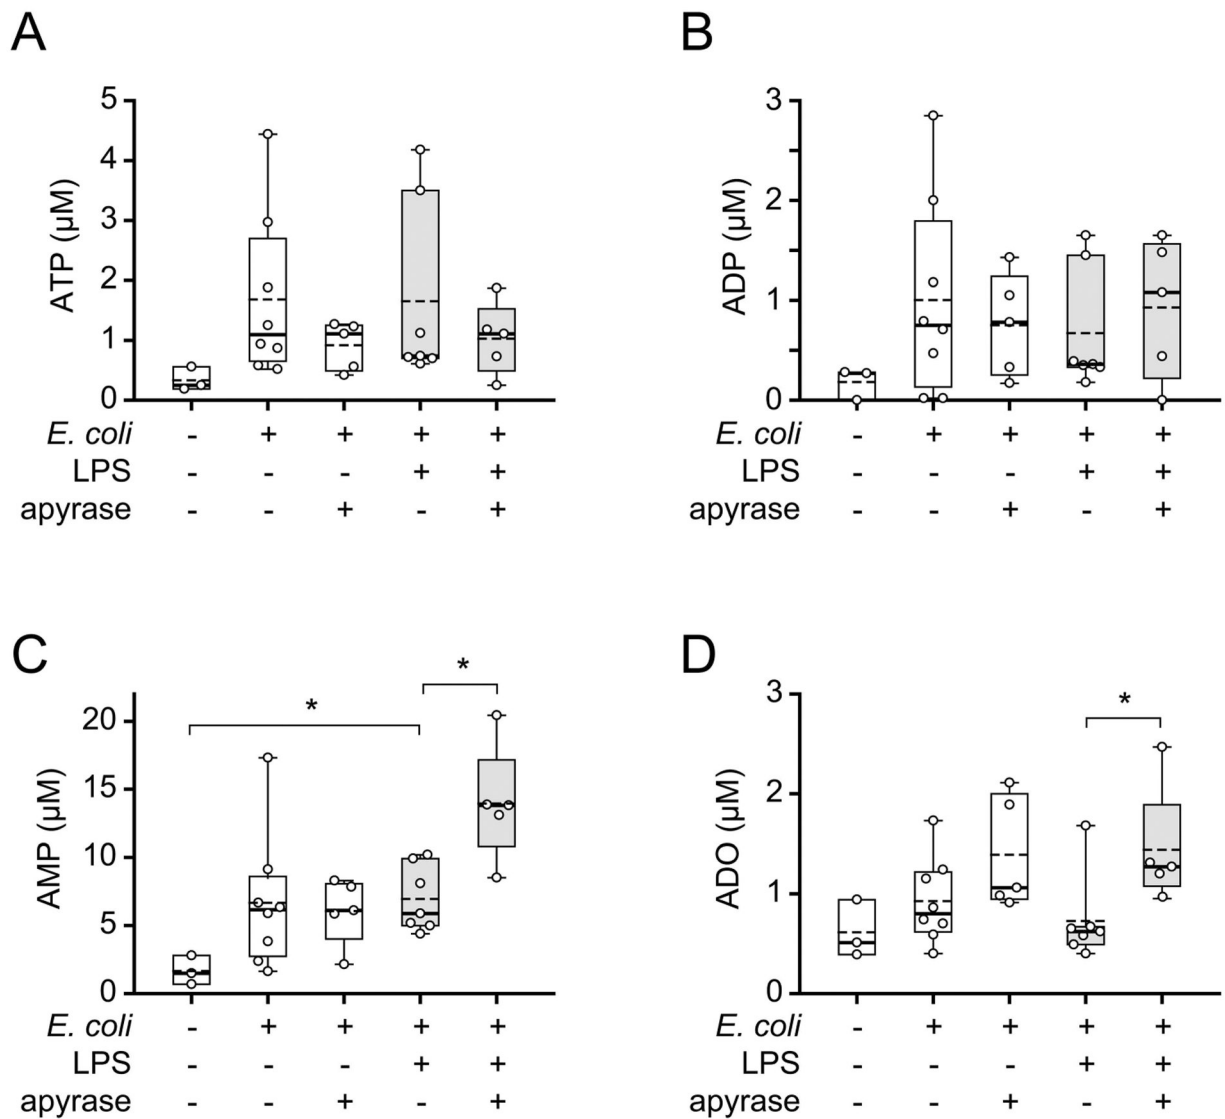 A
B
5
4
3
2
1
0
ATP (µM)
E. coli - + + + +
LPS - - - + +
apyrase - - + - +
3
2
1
0
ADP (µM)
E. coli - + + + +
LPS - - - + +
apyrase - - + - +
C
D
* *
20
15
10
5
0
AMP (µM)
E. coli - + + + +
LPS - - - + +
apyrase - - + - +
*
3
2
1
0
ADO (µM)
E. coli - + + + +
LPS - - - + +
apyrase - - + - +